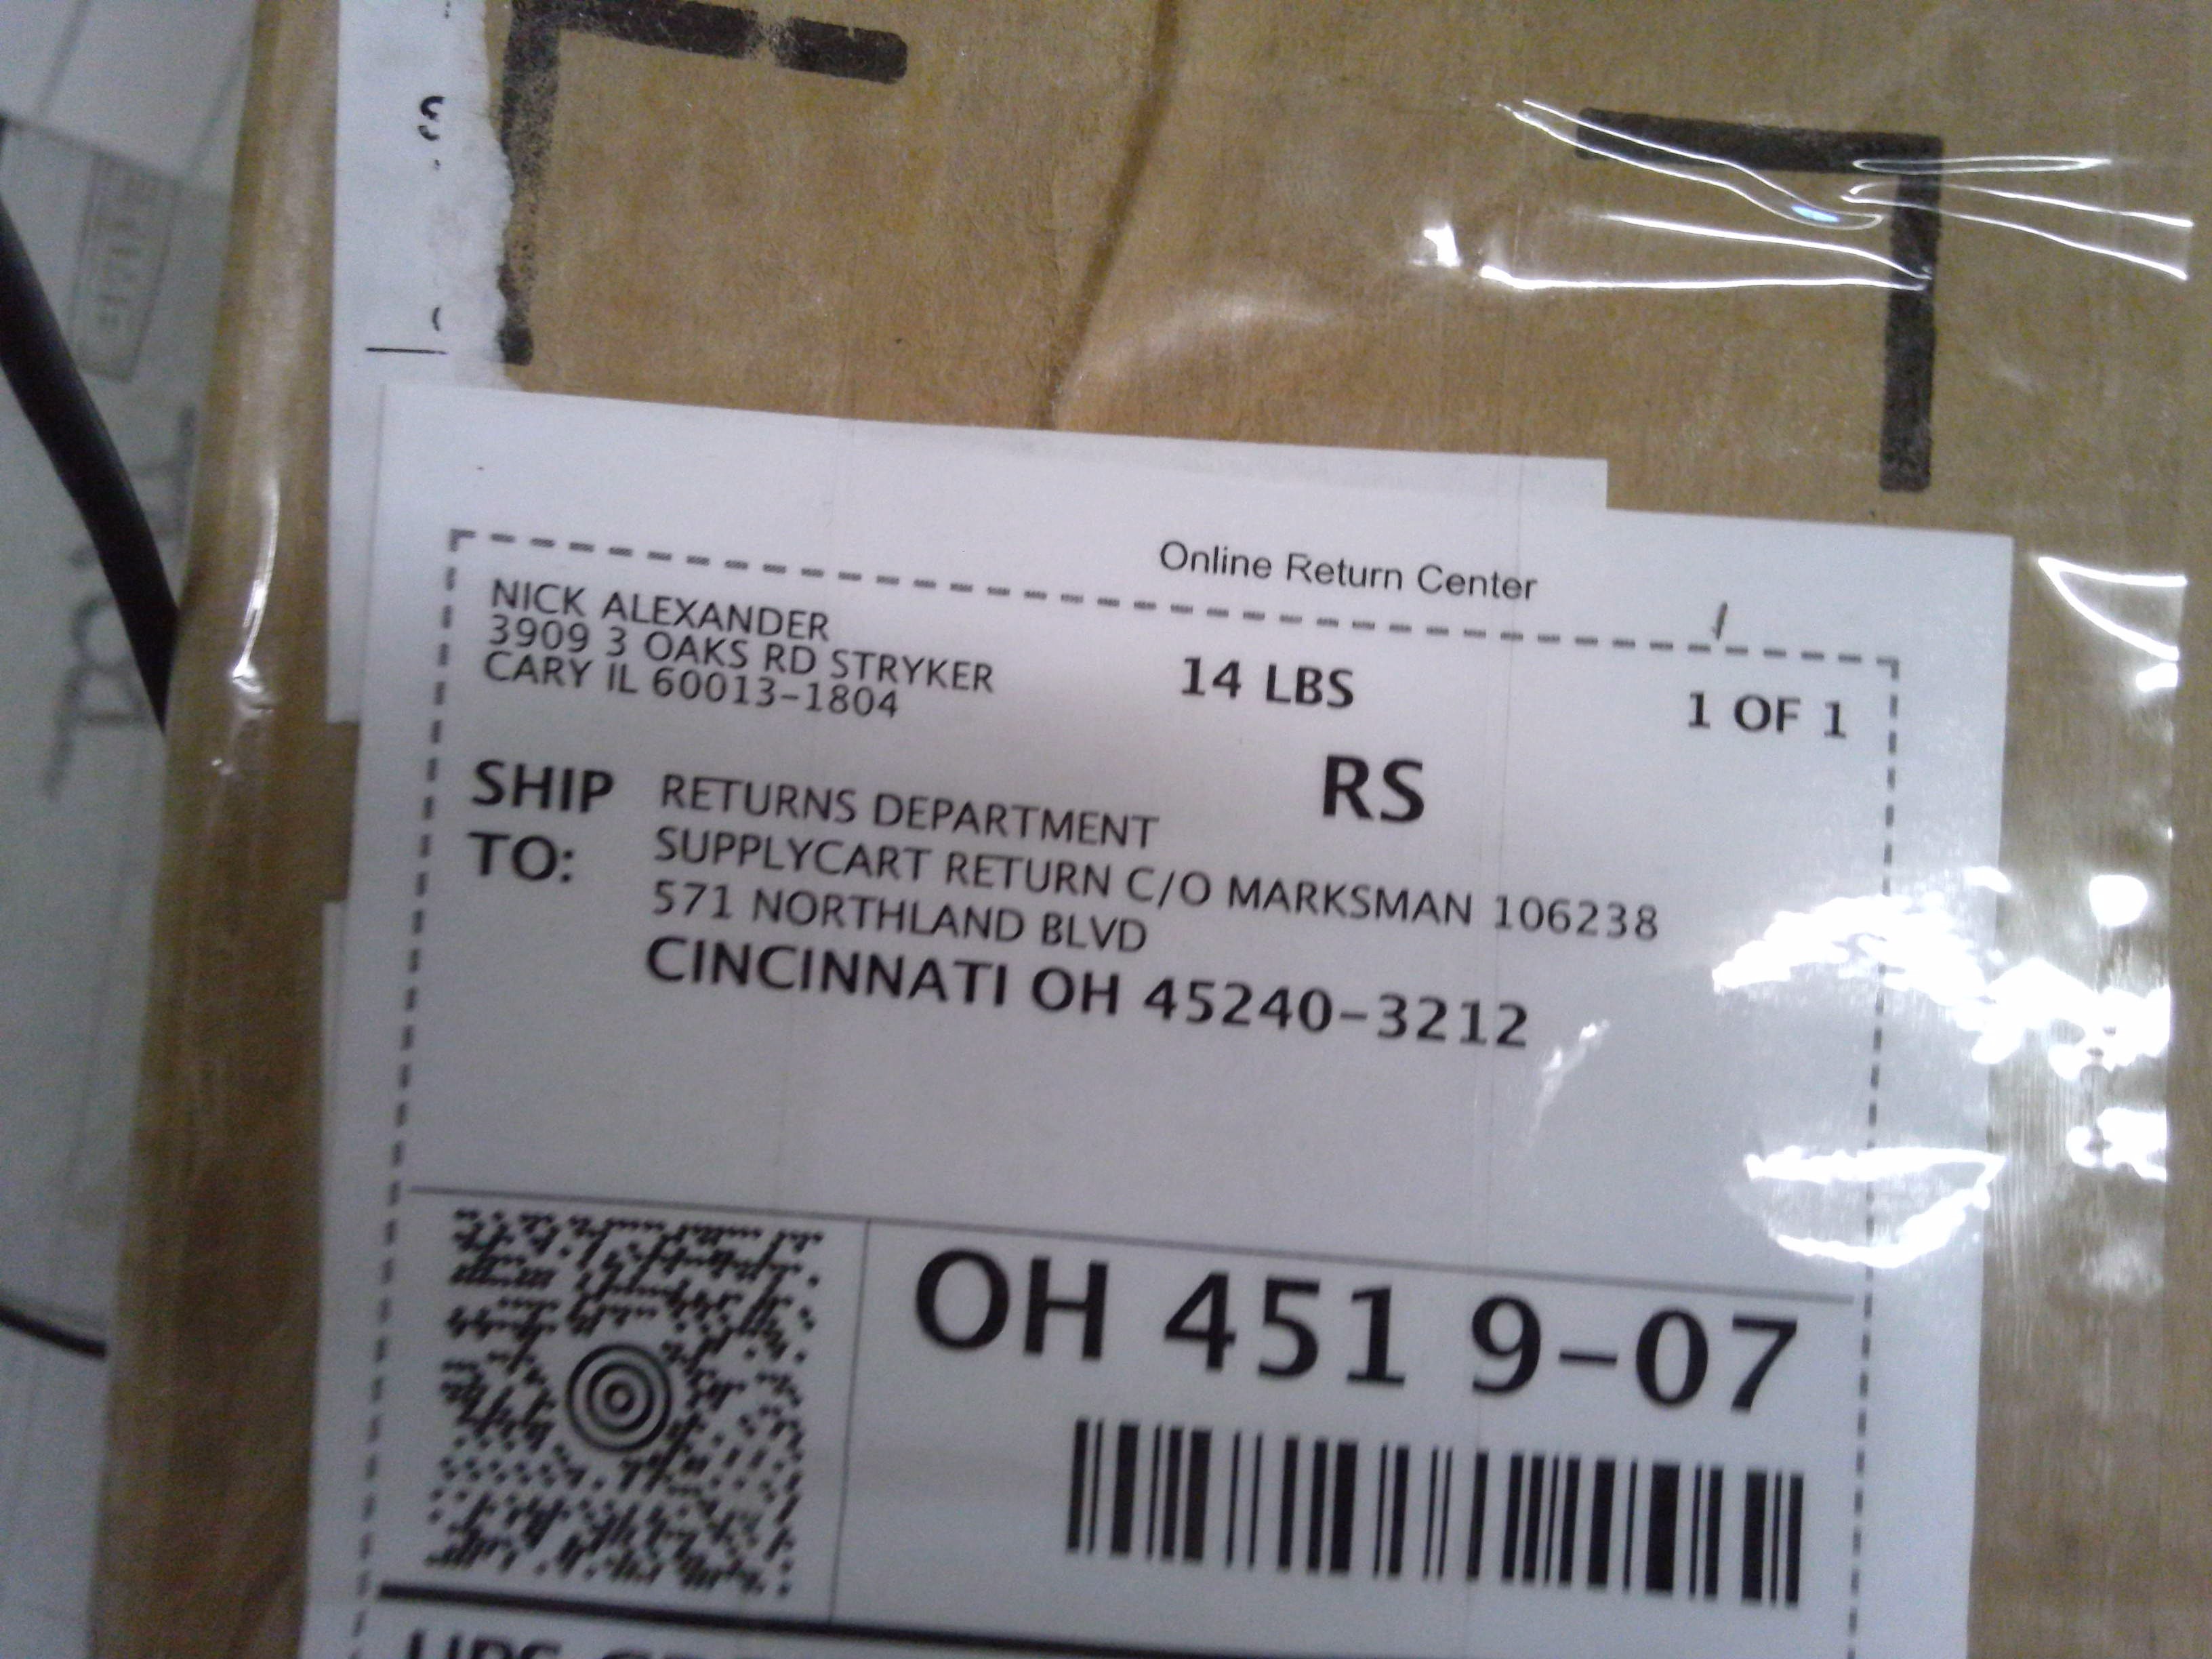 Online Return Center
NICK ALEXANDER
3909 3 OAKS RD STRYKER
CARY IL 60013-1804
14 LBS
1 OF 1
RS
SHIP TO:
RETURNS DEPARTMENT
SUPPLYCART RETURN C/O MARKSMAN 106238
571 NORTHLAND BLVD
CINCINNATI OH 45240-3212
OH 451 9-07
UPS